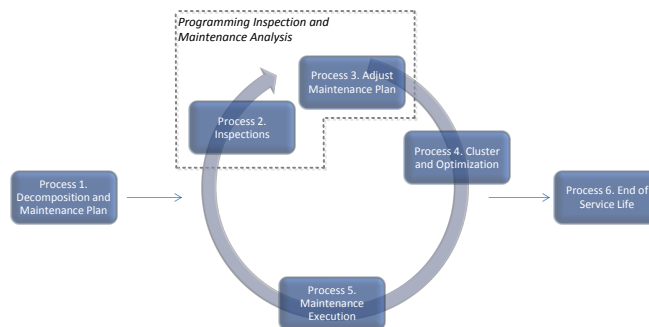 Programming Inspection and
Maintenance Analysis
Process 3. Adjust
Maintenance Plan
Process 2.
Inspections
Process 4. Cluster
and Optimization
Process 1.
Decomposition and
Maintenance Plan
Process 6. End of
Service Life
Process 5.
Maintenance
Execution